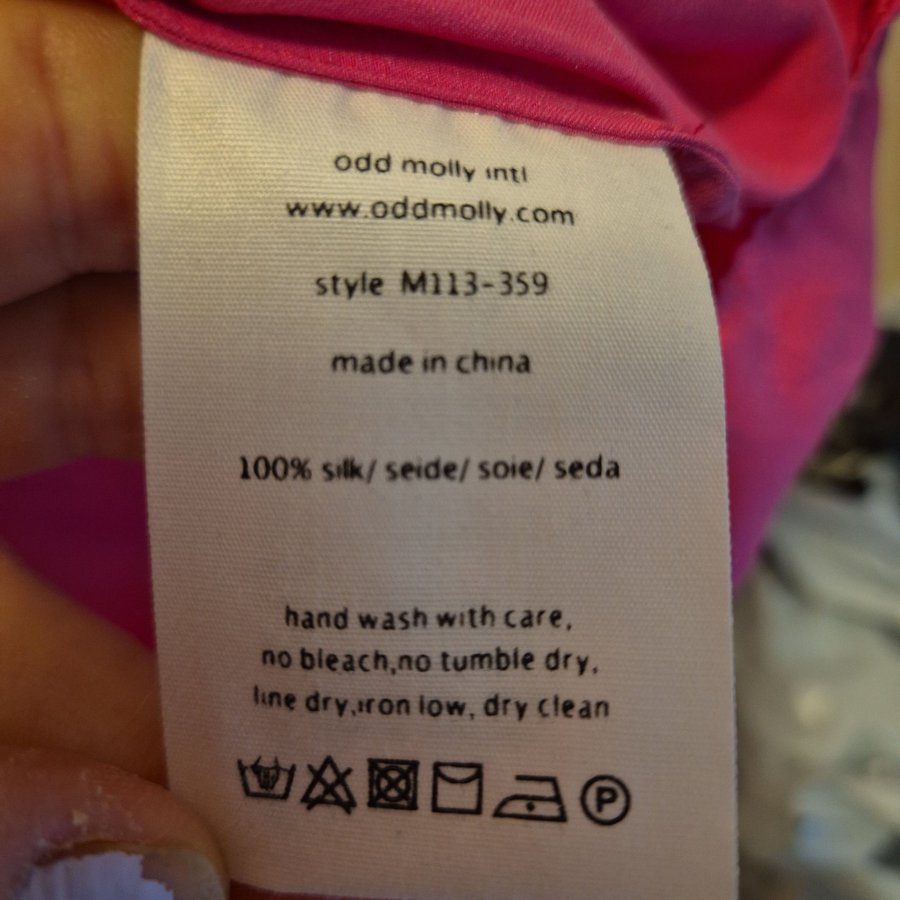 odd molly intl
www.oddmolly.com
style M113-359
made in china
100% silk/ seide/ soie/ seda
hand wash with care,
no bleach,no tumble dry,
line dry,iron low, dry clean
P